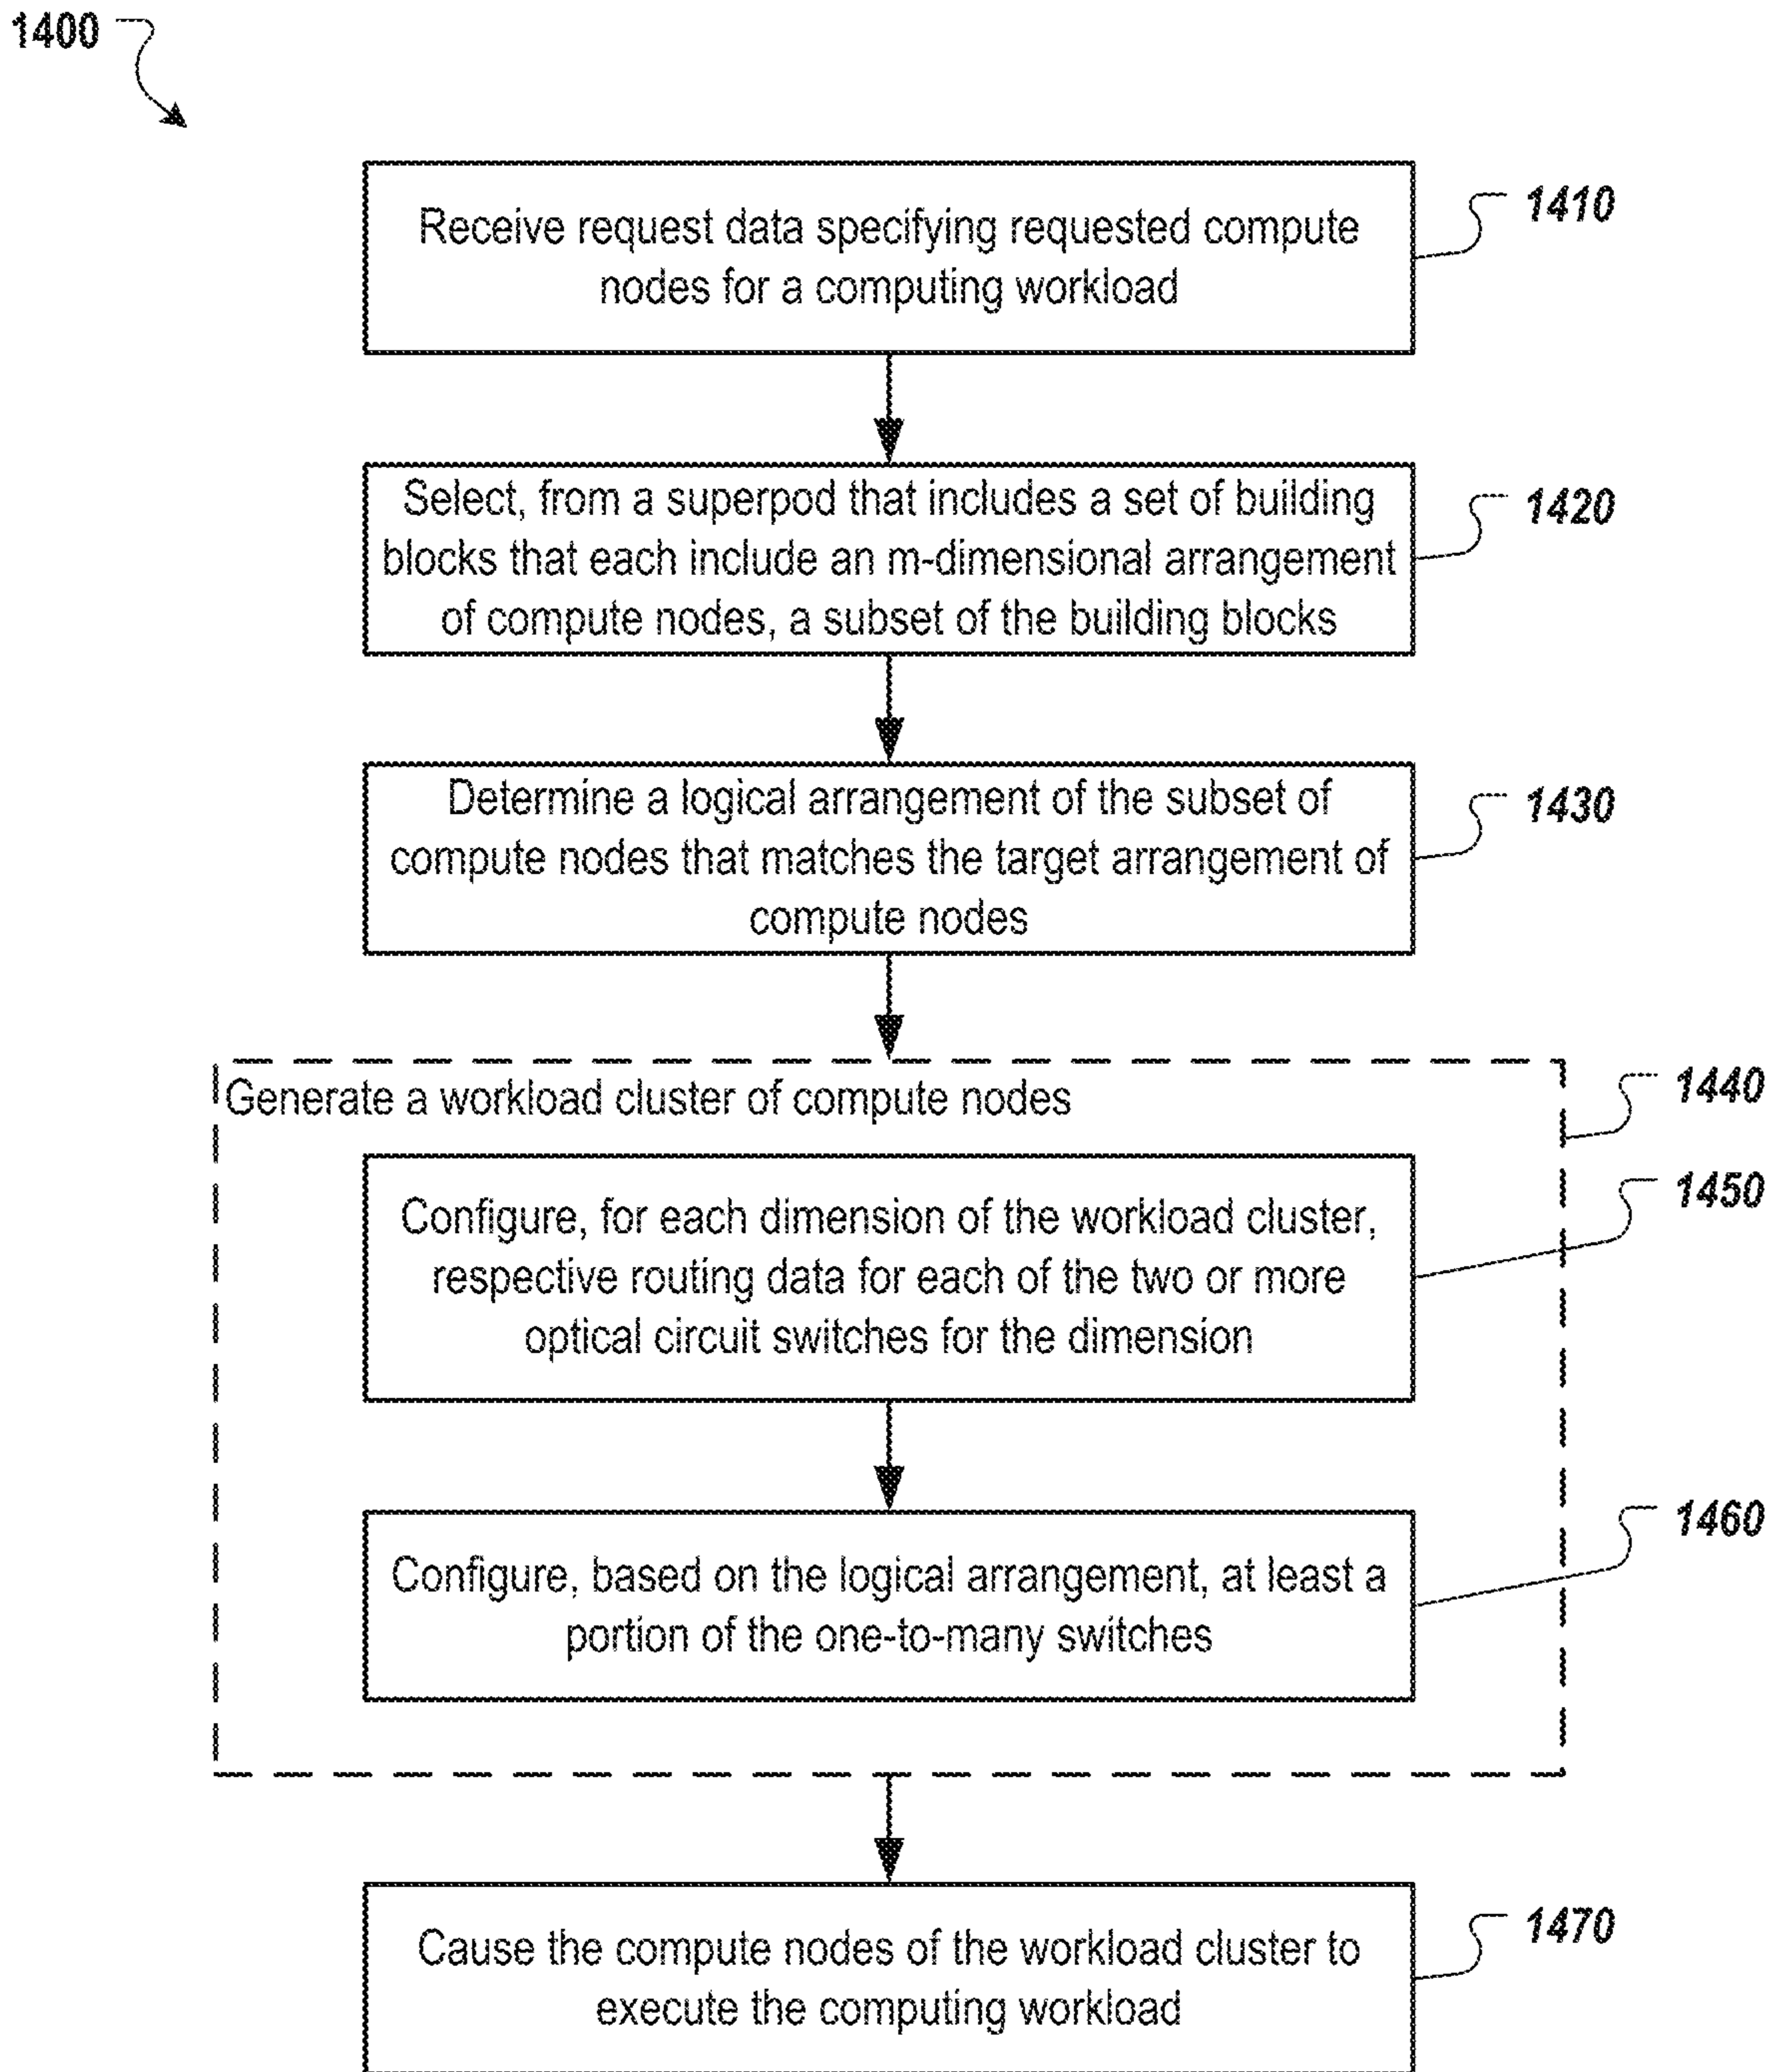 1400
Receive request data specifying requested compute
nodes for a computing workload
1410
Select, from a superpod that includes a set of building
blocks that each include an m-dimensional arrangement
of compute nodes, a subset of the building blocks
1420
Determine a logical arrangement of the subset of
compute nodes that matches the target arrangement of
compute nodes
1430
Generate a workload cluster of compute nodes
1440
Configure, for each dimension of the workload cluster,
respective routing data for each of the two or more
optical circuit switches for the dimension
1450
Configure, based on the logical arrangement, at least a
portion of the one-to-many switches
1460
Cause the compute nodes of the workload cluster to
execute the computing workload
1470